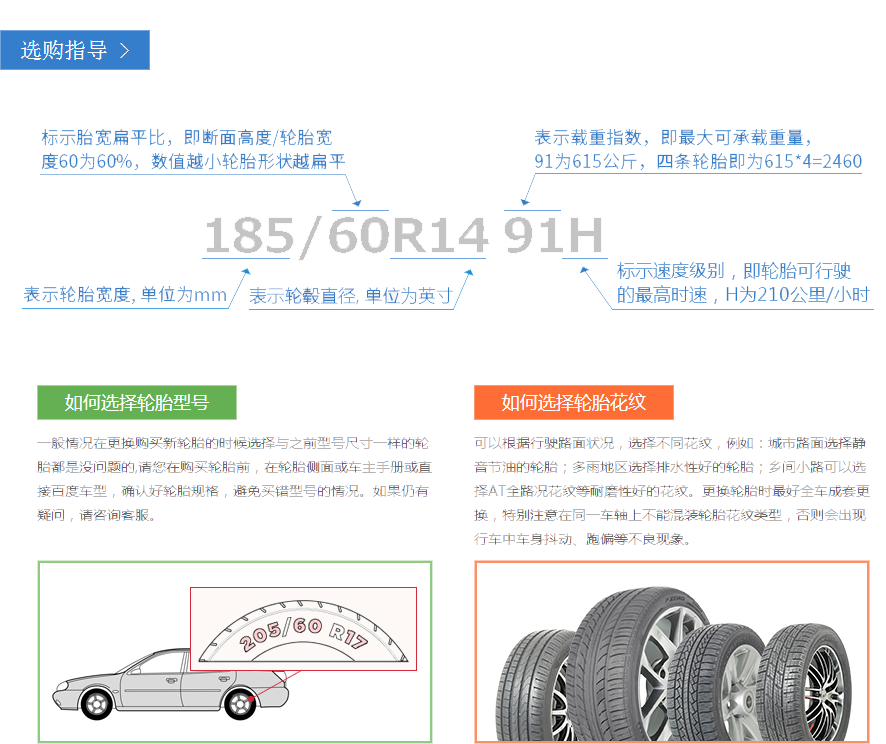 选购指导 >
标示胎宽扁平比，即断面高度/轮胎宽
度60为60%，数值越小轮胎形状越扁平
表示载重指数，即最大可承载重量，
91为615公斤，四条轮胎即为615*4=2460
185/60R14 91H
表示轮胎宽度, 单位为mm
表示轮毂直径, 单位为英寸
标示速度级别，即轮胎可行驶
的最高时速，H为210公里/小时
如何选择轮胎型号
一般情况在更换购买新轮胎的时候选择与之前型号尺寸一样的轮
胎都是没问题的,请您在购买轮胎前，在轮胎侧面或车主手册或直
接百度车型，确认好轮胎规格，避免买错型号的情况。如果仍有
疑问，请咨询客服。
205/60 R17
如何选择轮胎花纹
可以根据行驶路面状况，选择不同花纹，例如：城市路面选择静
音节油的轮胎；多雨地区选择排水性好的轮胎；乡间小路可以选
择AT全路况花纹等耐磨性好的花纹。更换轮胎时最好全车成套更
换，特别注意在同一车轴上不能混装轮胎花纹类型，否则会出现
行车中车身抖动、跑偏等不良现象。